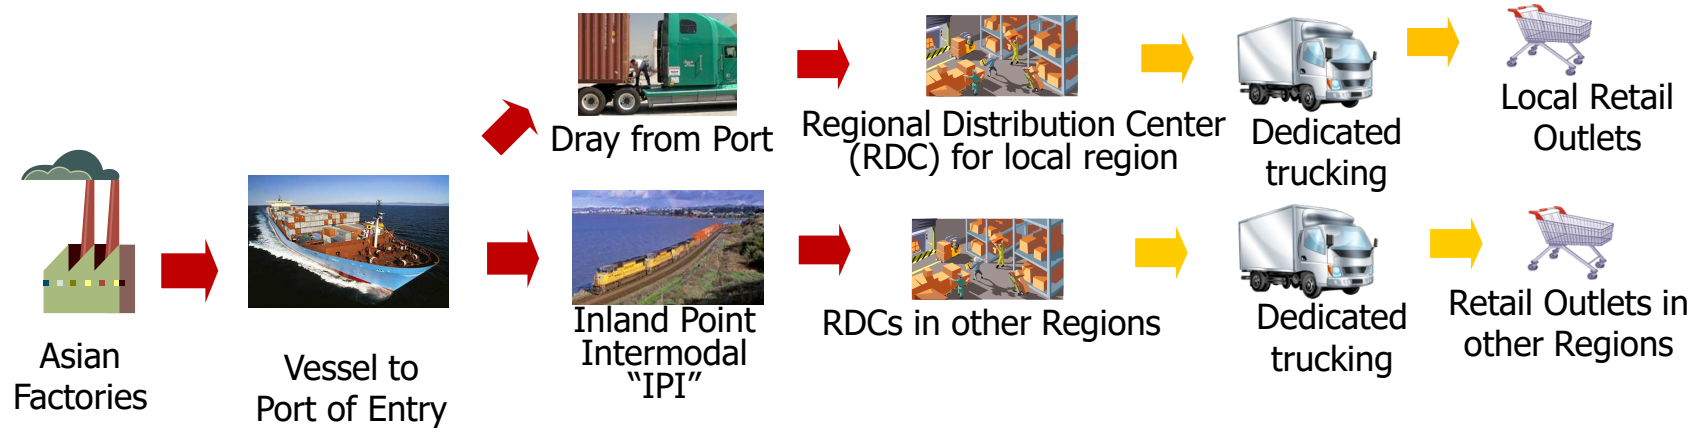 Asian
Factories
Vessel to
Port of Entry
Dray from Port
Regional Distribution Center
(RDC) for local region
Dedicated
trucking
Local Retail
Outlets
Inland Point
Intermodal
“IPI”
RDCs in other Regions
Dedicated
trucking
Retail Outlets in
other Regions